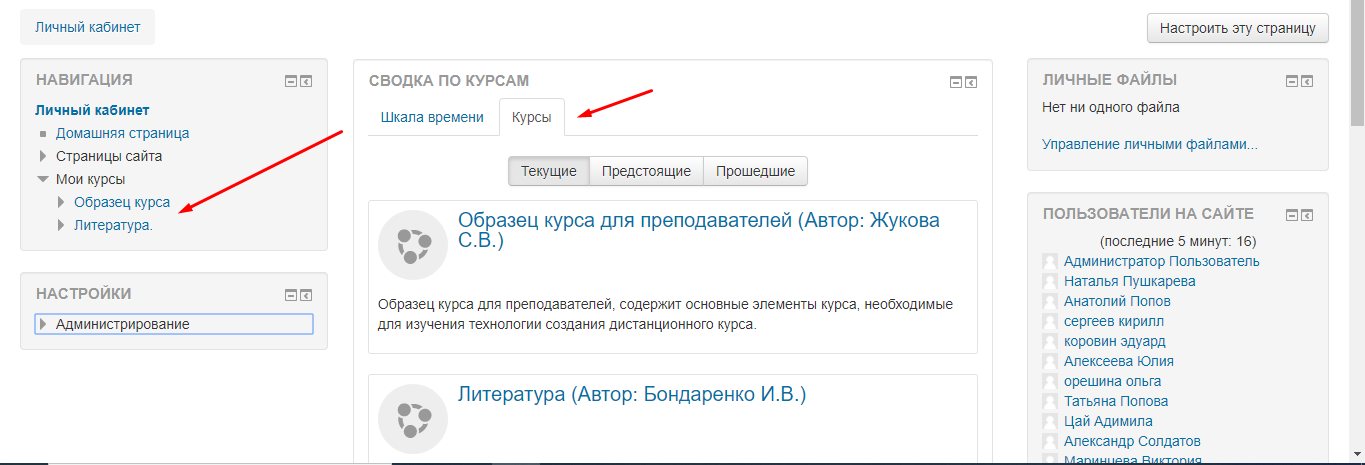 Личный кабинет
Настроить эту страницу
НАВИГАЦИЯ
Личный кабинет
Домашняя страница
Страницы сайта
Мои курсы
Образец курса
Литература.
НАСТРОЙКИ
Администрирование
СВОДКА ПО КУРСАМ
Шкала времени
Курсы
Текущие
Предстоящие
Прошедшие
Образец курса для преподавателей (Автор: Жукова
С.В.)
Образец курса для преподавателей, содержит основные элементы курса, необходимые
для изучения технологии создания дистанционного курса.
Литература (Автор: Бондаренко И.В.)
ЛИЧНЫЕ ФАЙЛЫ
Нет ни одного файла
Управление личными файлами...
ПОЛЬЗОВАТЕЛИ НА САЙТЕ
(последние 5 минут: 16)
Администратор Пользователь
Наталья Пушкарева
Анатолий Попов
сергеев кирилл
коровин эдуард
Алексеева Юлия
орешина ольга
Татьяна Попова
Цай Адимила
Александр Солдатов
Маринцева Виктория